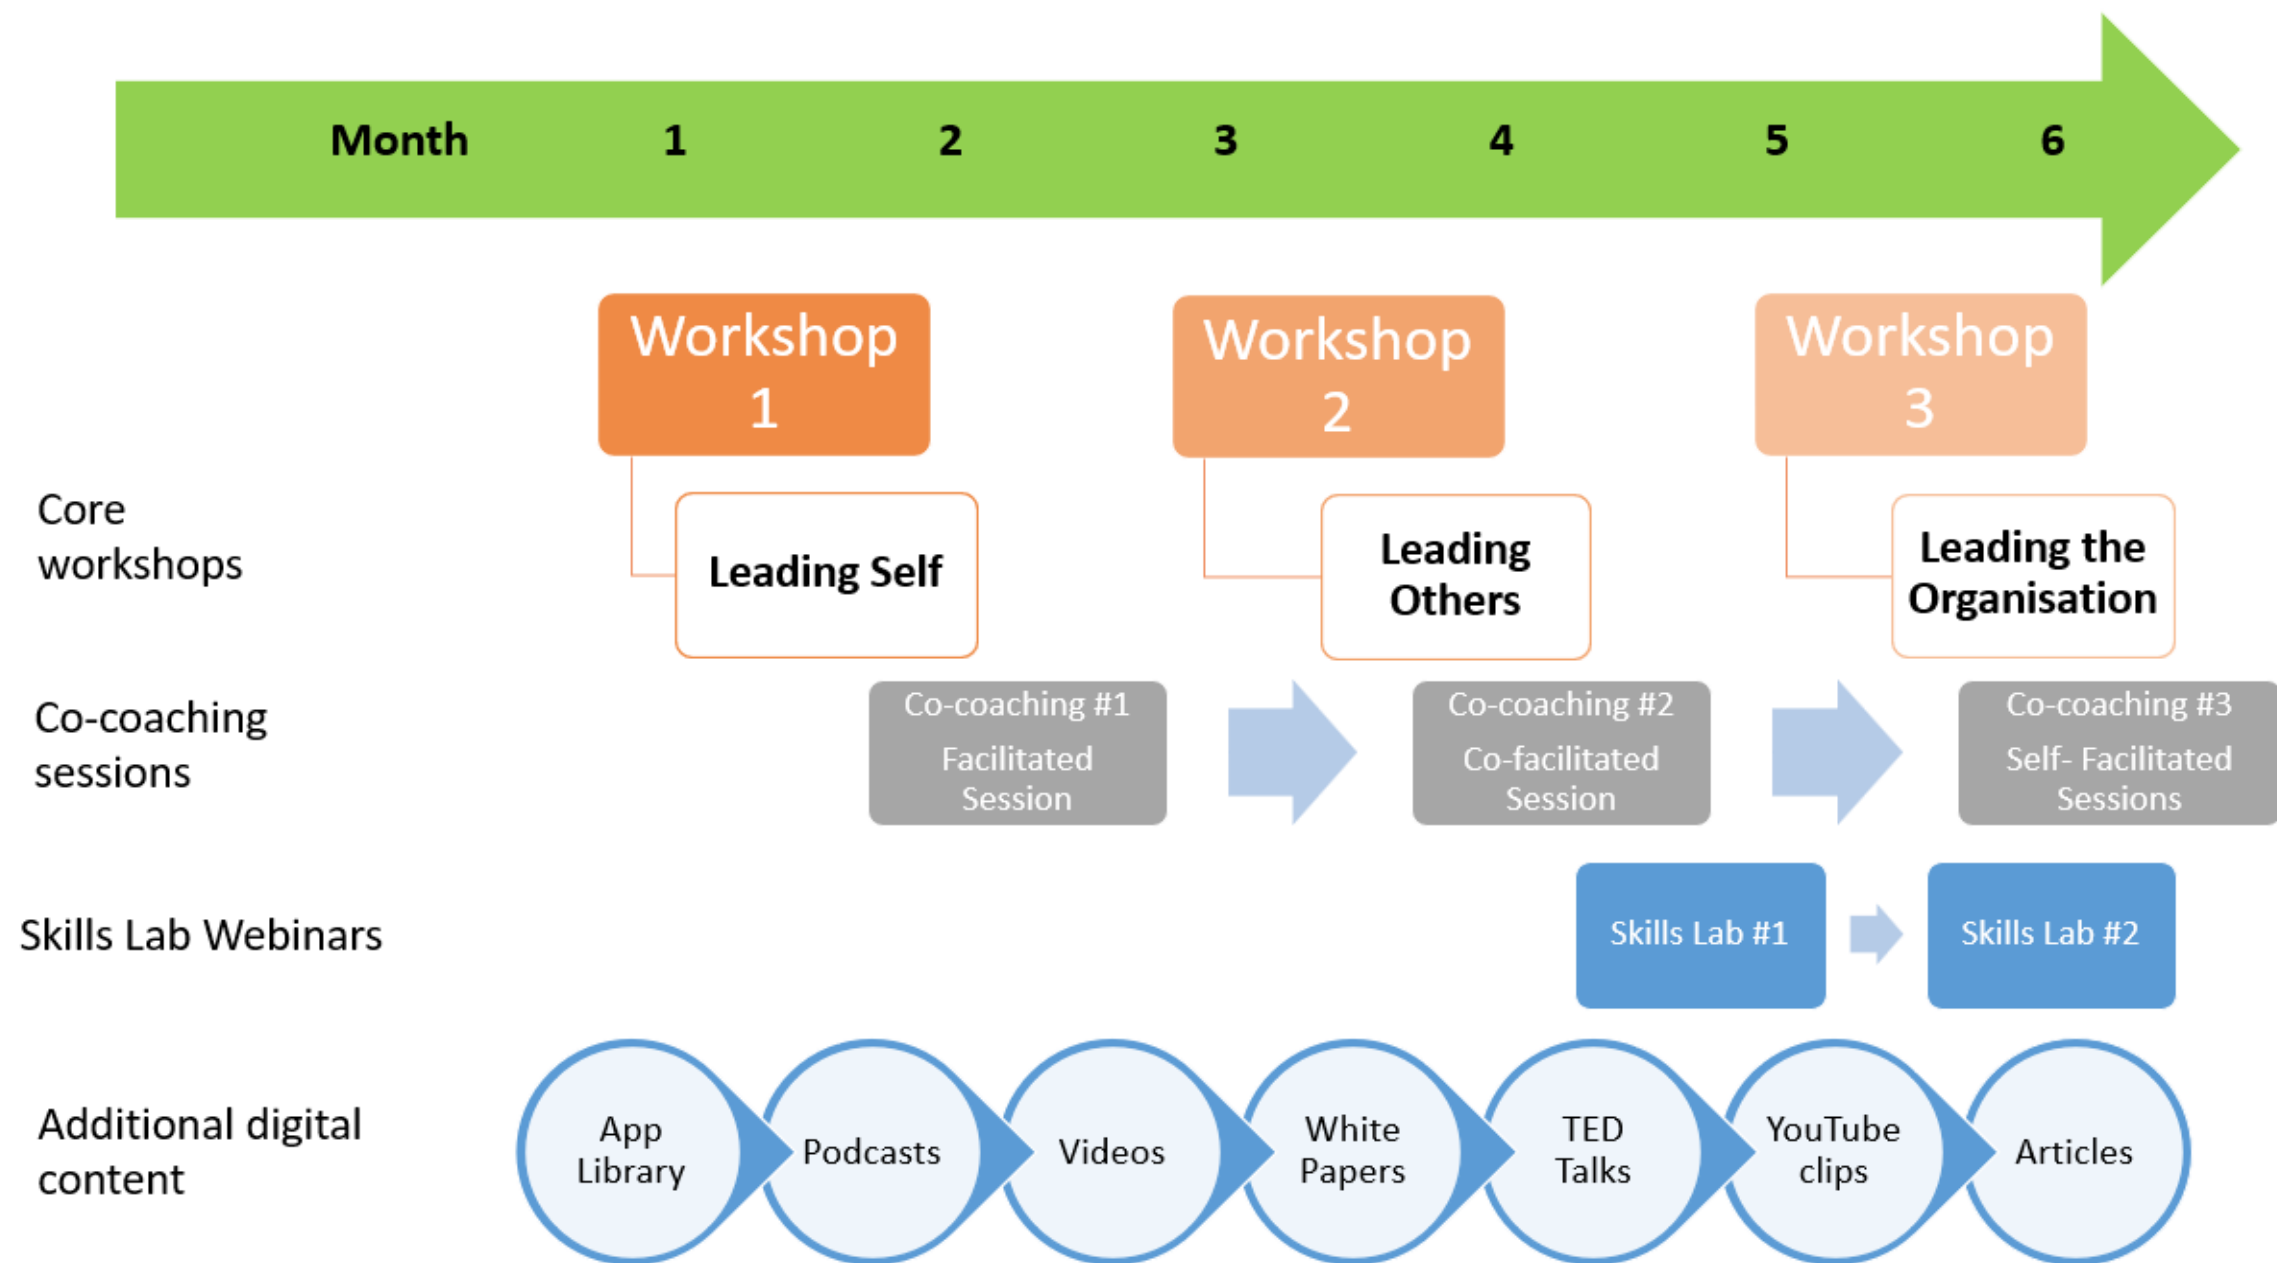 Month 1 2 3 4 5 6
Workshop
1
Workshop
2
Workshop
3
Core
workshops
Leading Self
Leading
Others
Leading the
Organisation
Co-coaching
sessions
Co-coaching #1
Facilitated
Session
Co-coaching #2
Co-facilitated
Session
Co-coaching #3
Self- Facilitated
Sessions
Skills Lab Webinars
Skills Lab #1
Skills Lab #2
Additional digital
content
App
Library
Podcasts
Videos
White
Papers
TED
Talks
YouTube
clips
Articles